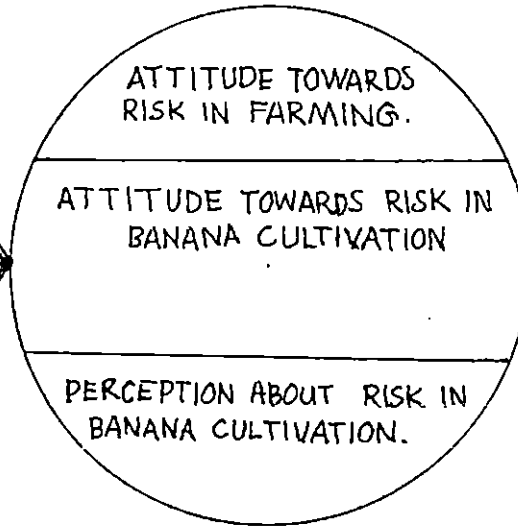 ATTITUDE TOWARDS
RISK IN FARMING.
ATTITUDE TOWARDS RISK IN
BANANA CULTIVATION
PERCEPTION ABOUT RISK IN
BANANA CULTIVATION.